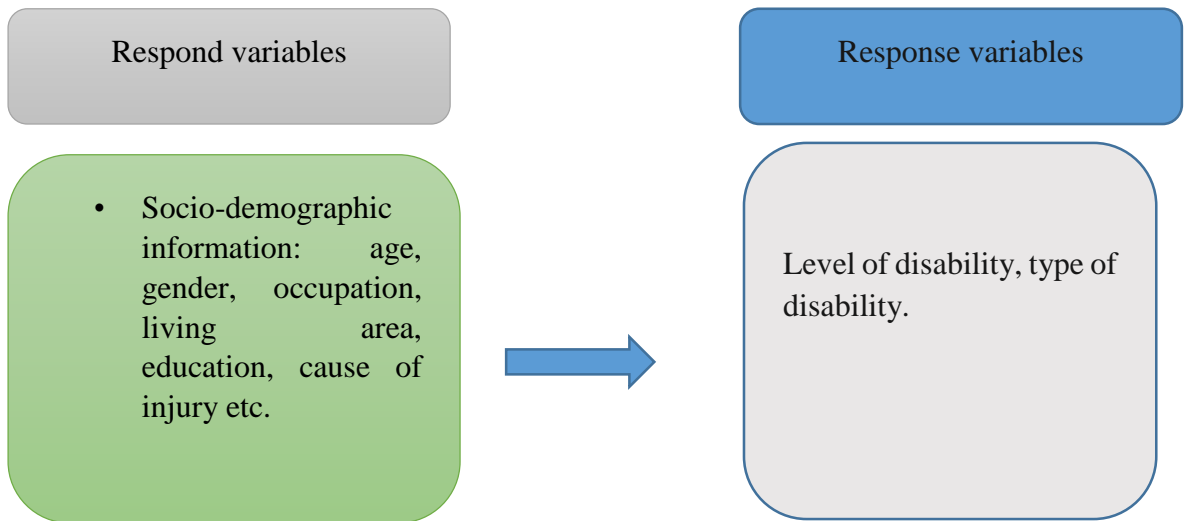 Respond variables
Response variables
• Socio-demographic
information: age,
gender, occupation,
living area,
education, cause of
injury etc.
Level of disability, type of
disability.